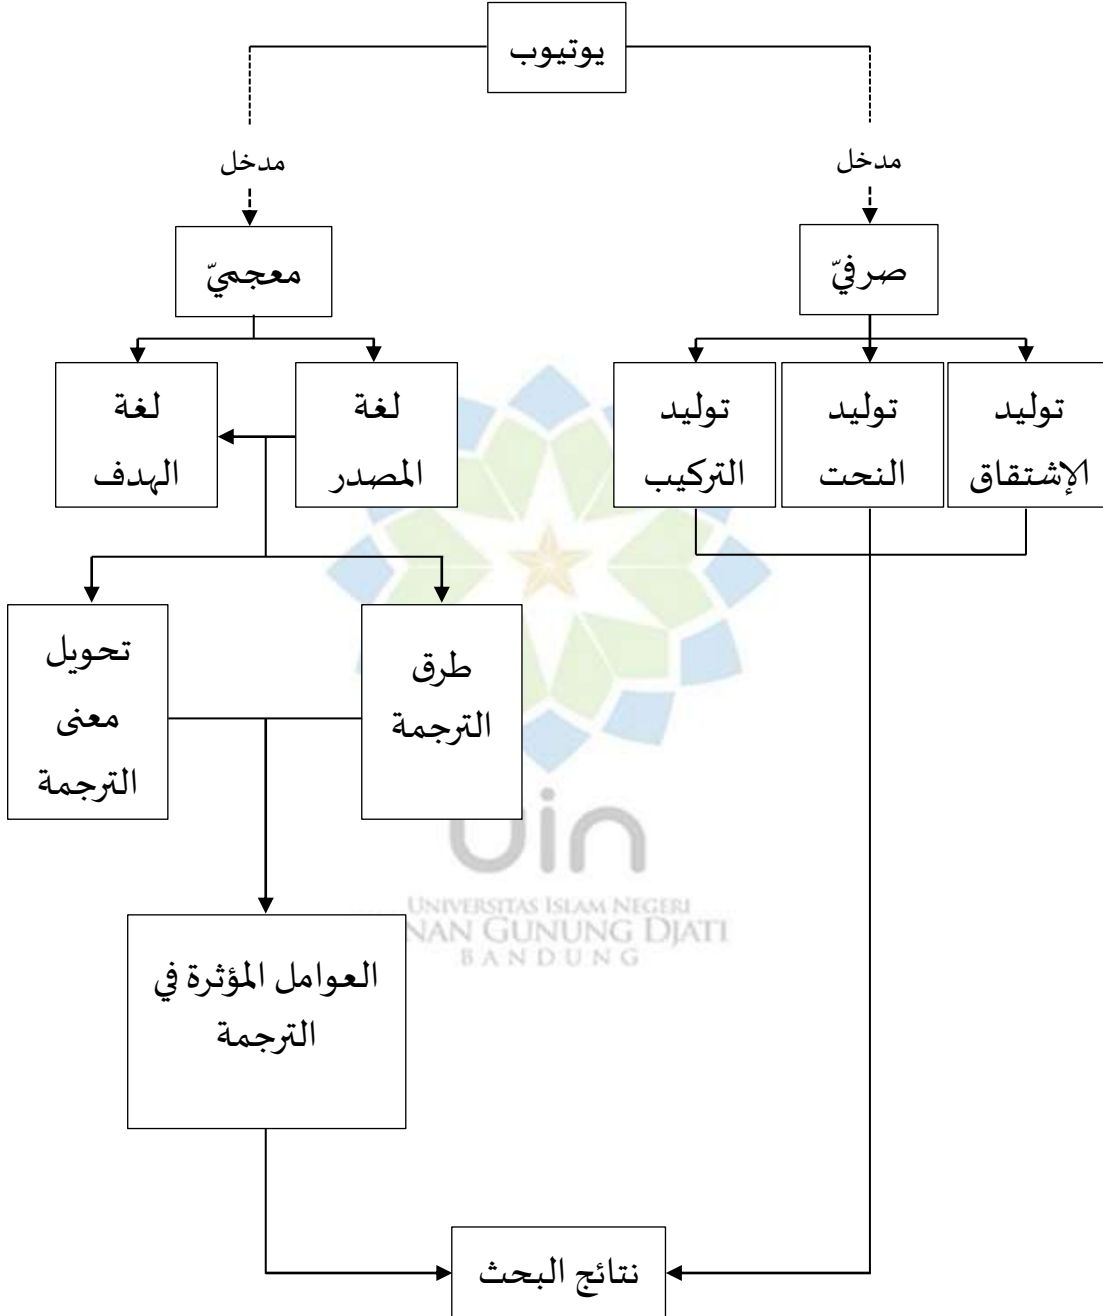 يوتيوب
مدخل
مدخل
صرفيّ
معجميّ
توليد
الإشتقاق
توليد
النحت
توليد
التركيب
لغة
المصدر
لغة
الهدف
طرق
الترجمة
تحويل
معنى
الترجمة
uin
UNIVERSITAS ISLAM NEGERI
NAN GUNUNG DJATI
BANDUNG
العوامل المؤثرة في
الترجمة
نتائج البحث